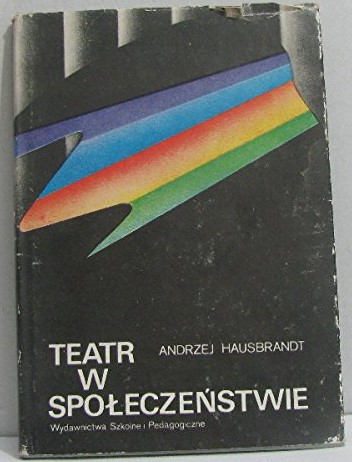 TEATR ANDRZEJ HAUSBRANDT
W
SPOŁECZEŃSTWIE
Wydawnictwa Szkolne i Pedagogiczne